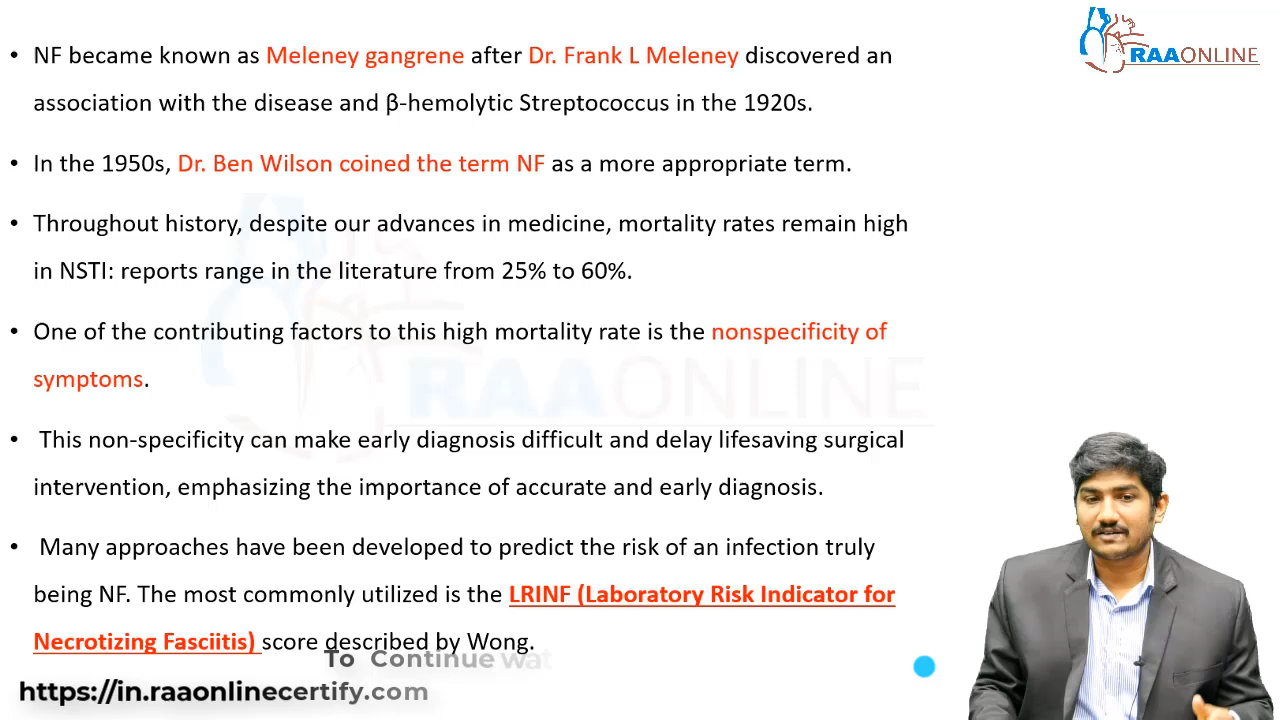 RAAONLINE
• NF became known as Meleney gangrene after Dr. Frank L Meleney discovered an
association with the disease and β-hemolytic Streptococcus in the 1920s.
• In the 1950s, Dr. Ben Wilson coined the term NF as a more appropriate term.
• Throughout history, despite our advances in medicine, mortality rates remain high
in NSTI: reports range in the literature from 25% to 60%.
• One of the contributing factors to this high mortality rate is the nonspecificity of
symptoms.
RAAONLINE
• This non-specificity can make early diagnosis difficult and delay lifesaving surgical
intervention, emphasizing the importance of accurate and early diagnosis.
• Many approaches have been developed to predict the risk of an infection truly
being NF. The most commonly utilized is the LRINF (Laboratory Risk Indicator for
Necrotizing Fasciitis) score described by Wong.
To Continue wat
https://in.raaonlinecertify.com